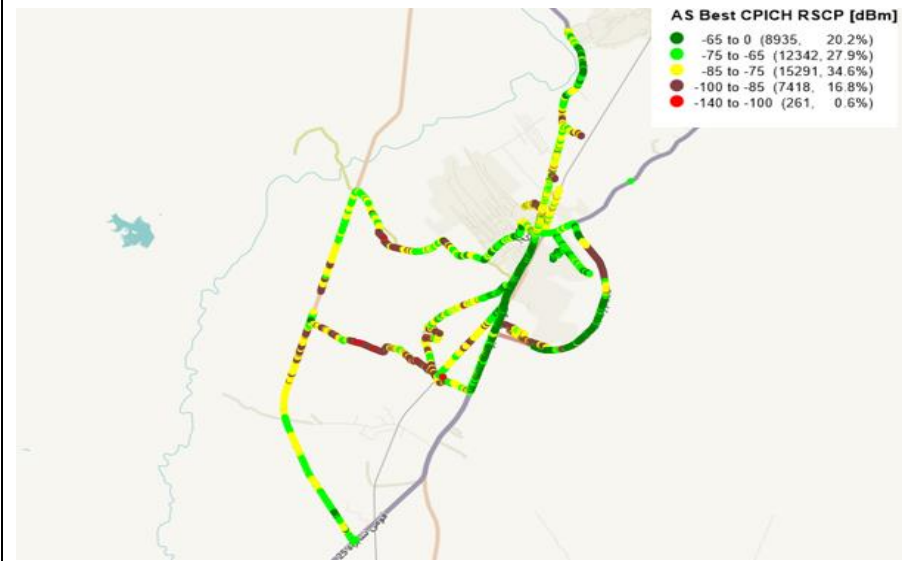 AS Best CPICH RSCP [dBm]
-65 to 0 (8935, 20.2%)
-75 to -65 (12342, 27.9%)
-85 to -75 (15291, 34.6%)
-100 to -85 (7418, 16.8%)
-140 to -100 (261, 0.6%)